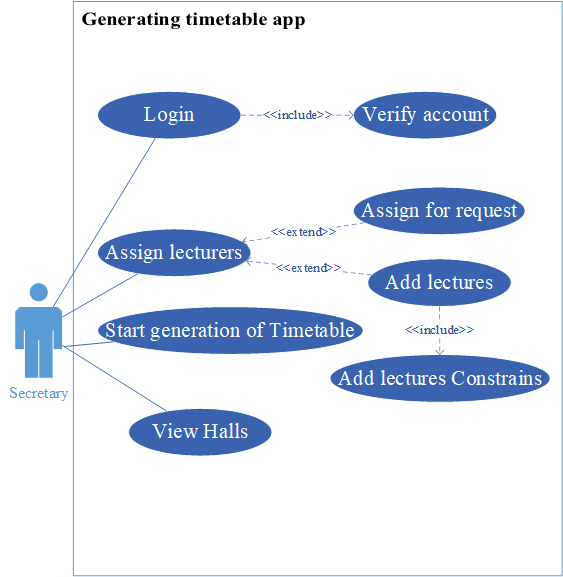 Generating timetable app
Login
<<include>>
Verify account
Assign for request
<<extend>>
Assign lecturers
<<extend>>
Add lectures
Start generation of Timetable
<<include>>
Add lectures Constrains
Secretary
View Halls